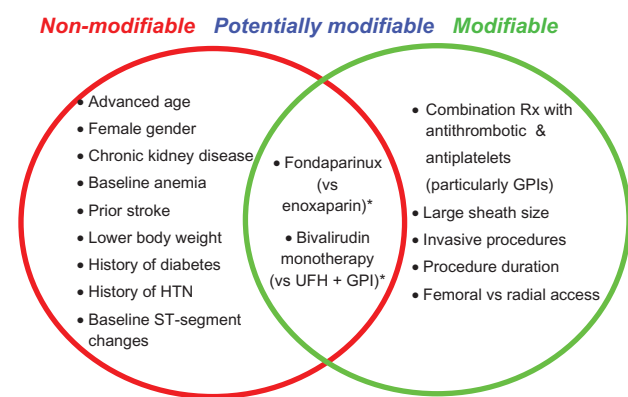 Non-modifiable Potentially modifiable Modifiable
• Advanced age
• Female gender
• Chronic kidney disease
• Baseline anemia
• Prior stroke
• Lower body weight
• History of diabetes
• History of HTN
• Baseline ST-segment
changes
• Fondaparinux
(vs
enoxaparin)*
• Bivalirudin
monotherapy
(vs UFH + GPI)*
• Combination Rx with
antithrombotic &
antiplatelets
(particularly GPIs)
• Large sheath size
• Invasive procedures
• Procedure duration
• Femoral vs radial access